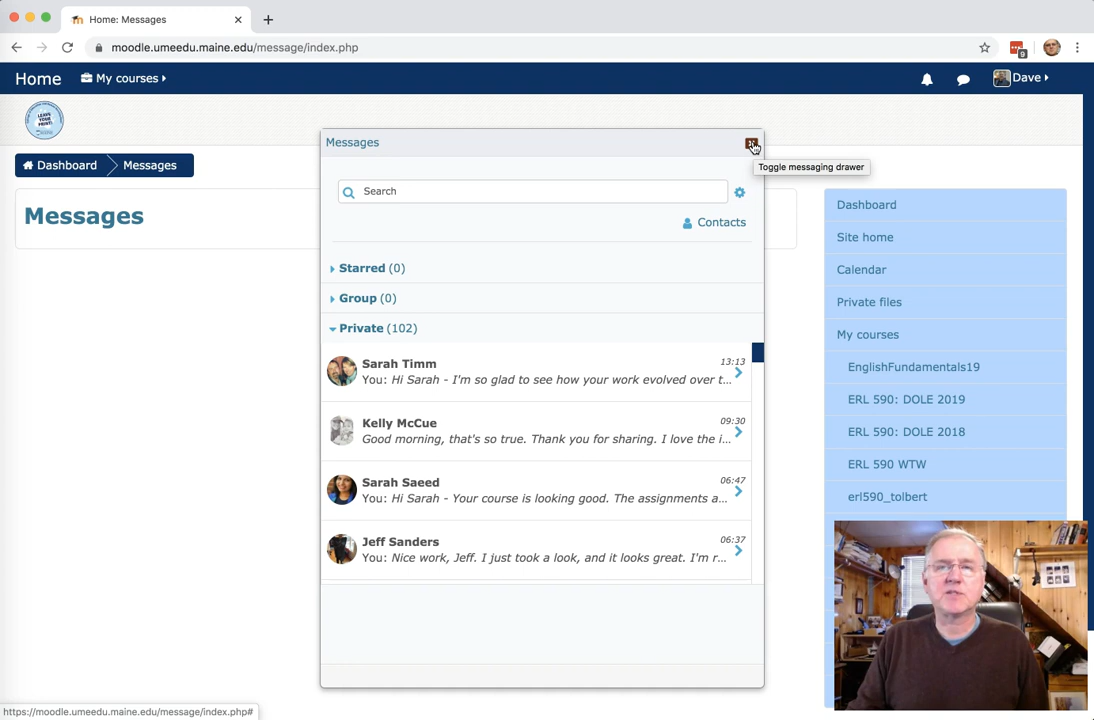 Home: Messages
moodle.umeedu.maine.edu/message/index.php
9
Home
My courses
Dave
LEAVE YOUR PRINT!
Messages
Toggle messaging drawer
Dashboard
Messages
Search
Contacts
Messages
Starred (0)
Group (0)
Private (102)
Sarah Timm
13:13
You: Hi Sarah - I'm so glad to see how your work evolved over t...
Kelly McCue
09:30
Good morning, that's so true. Thank you for sharing. I love the i...
Sarah Saeed
06:47
You: Hi Sarah - Your course is looking good. The assignments a...
Jeff Sanders
06:37
You: Nice work, Jeff. I just took a look, and it looks great. I'm r...
Dashboard
Site home
Calendar
Private files
My courses
EnglishFundamentals19
ERL 590: DOLE 2019
ERL 590: DOLE 2018
ERL 590 WTW
erl590_tolbert
https://moodle.umeedu.maine.edu/message/index.php#